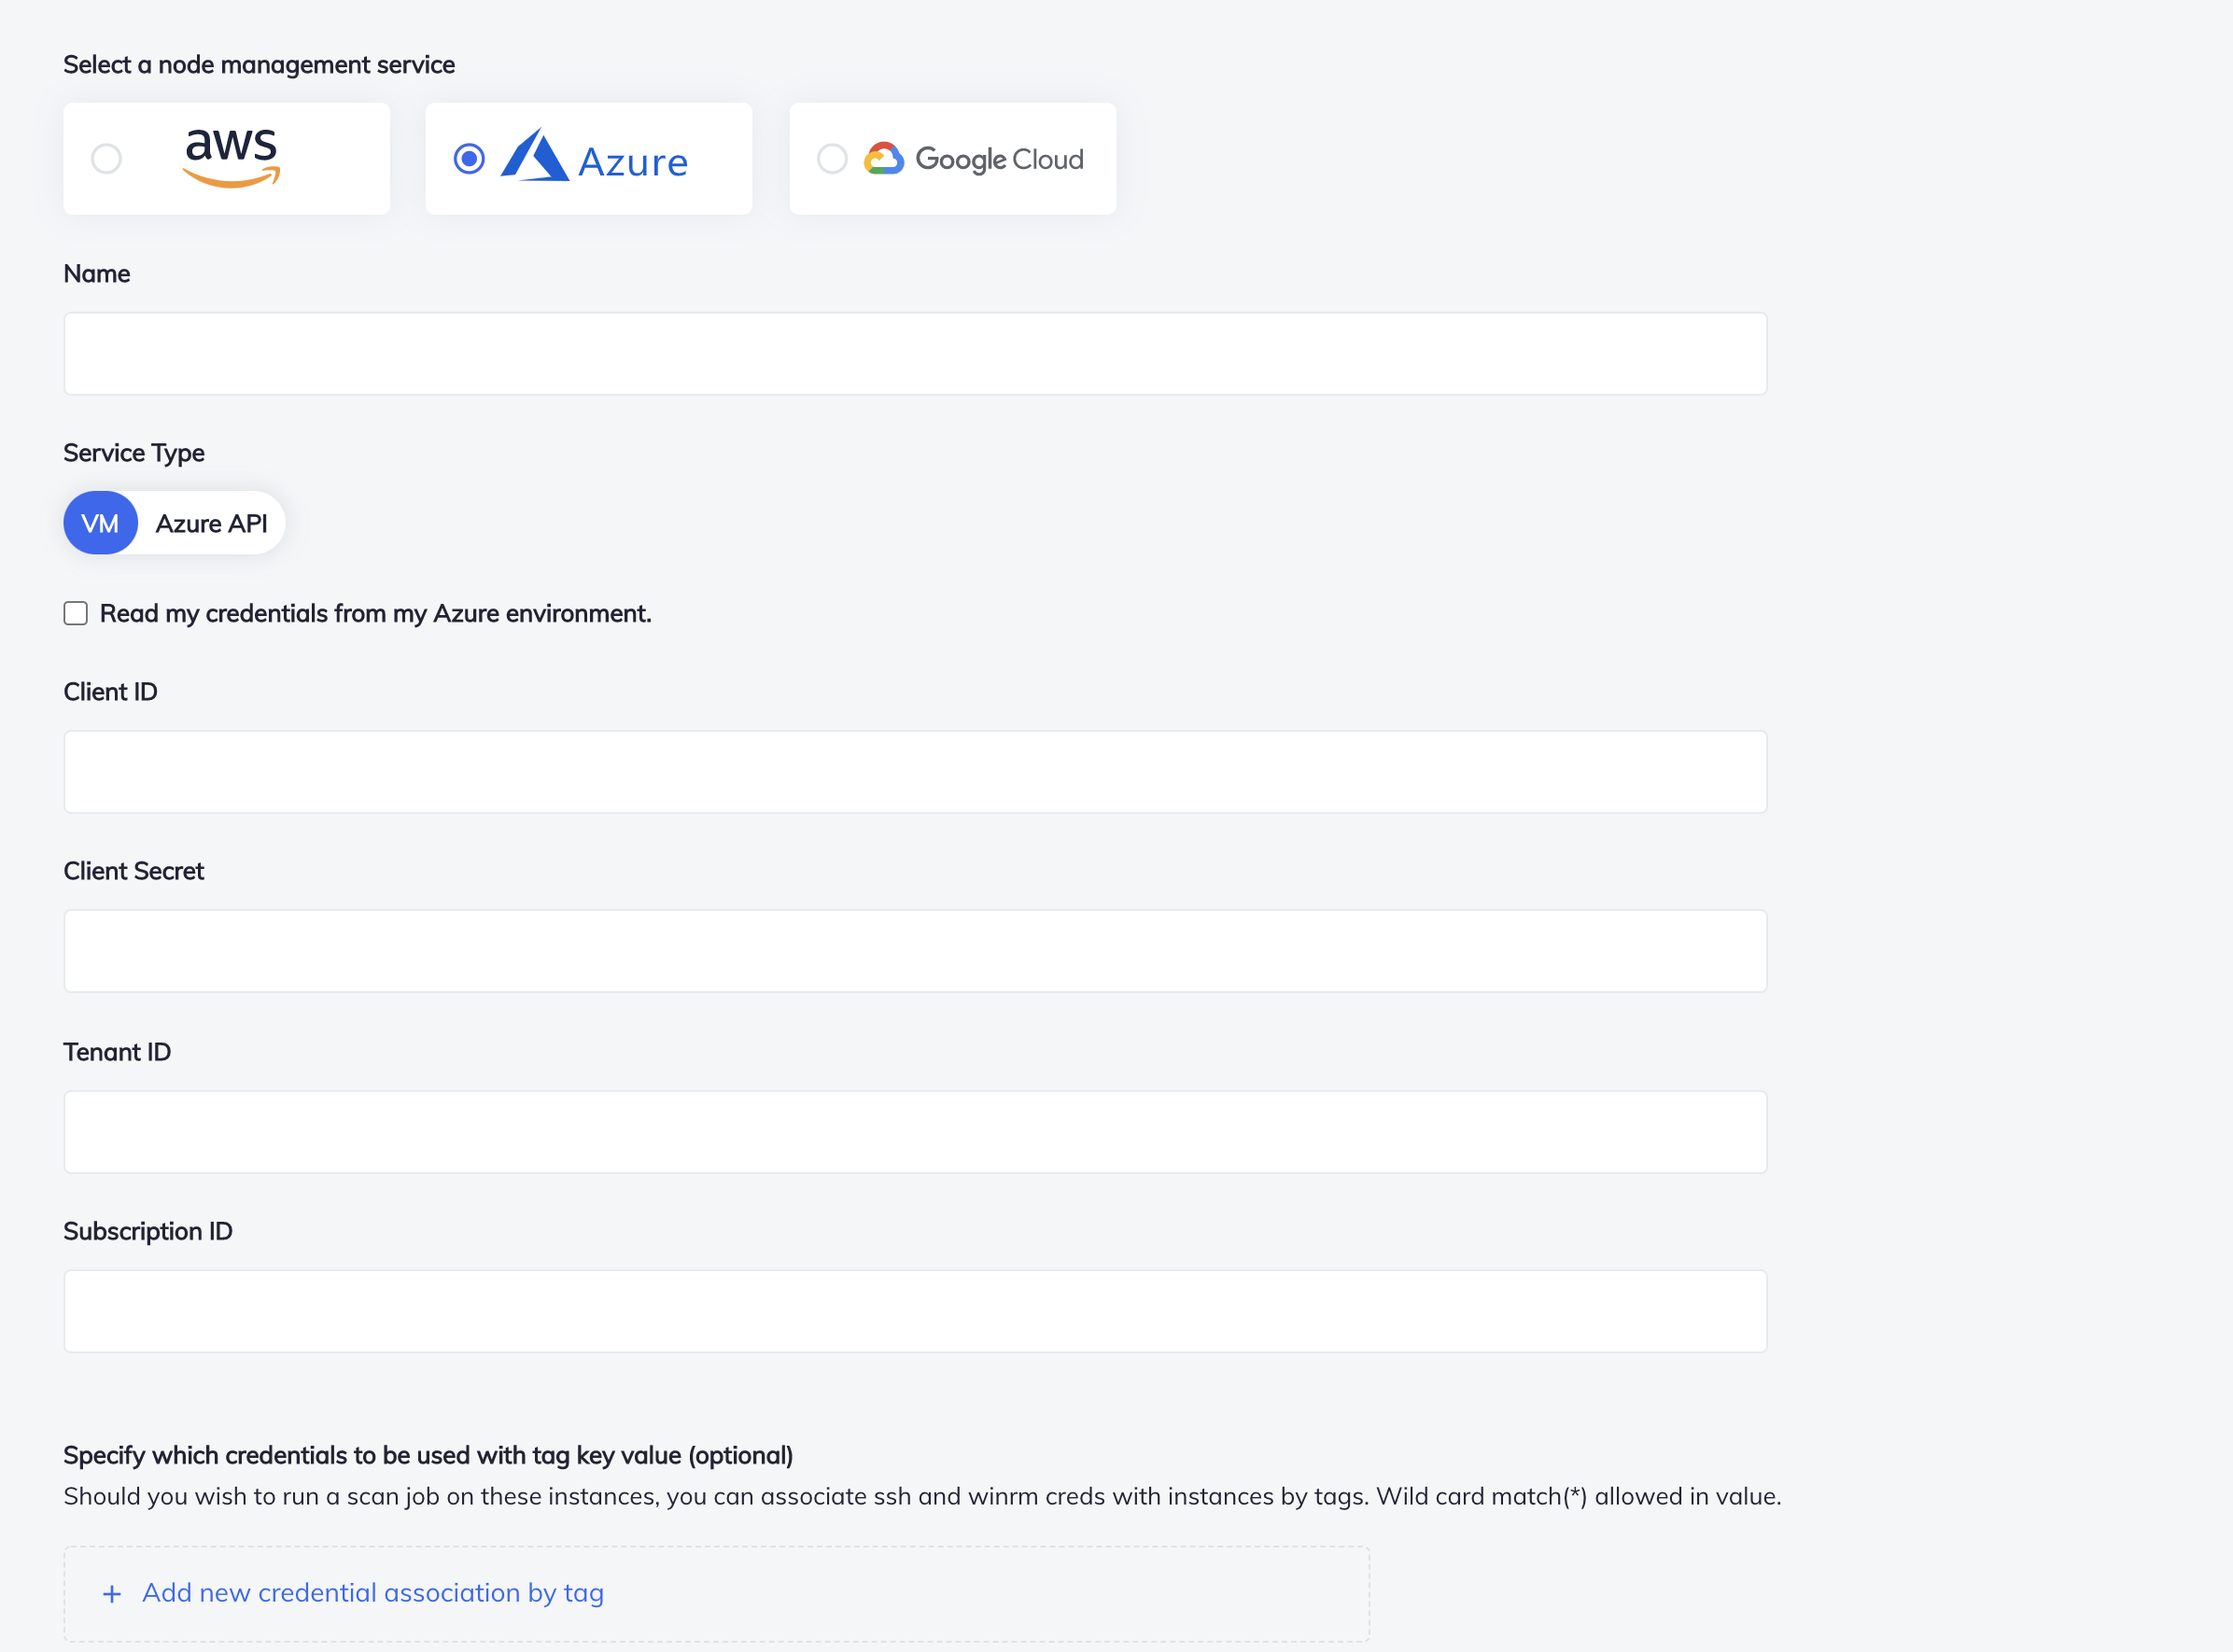 Select a node management service
aws
Azure
Google Cloud
Name
Service Type
VM
Azure API
Read my credentials from my Azure environment.
Client ID
Client Secret
Tenant ID
Subscription ID
Specify which credentials to be used with tag key value (optional)
Should you wish to run a scan job on these instances, you can associate ssh and winrm creds with instances by tags. Wild card match(*) allowed in value.
+ Add new credential association by tag